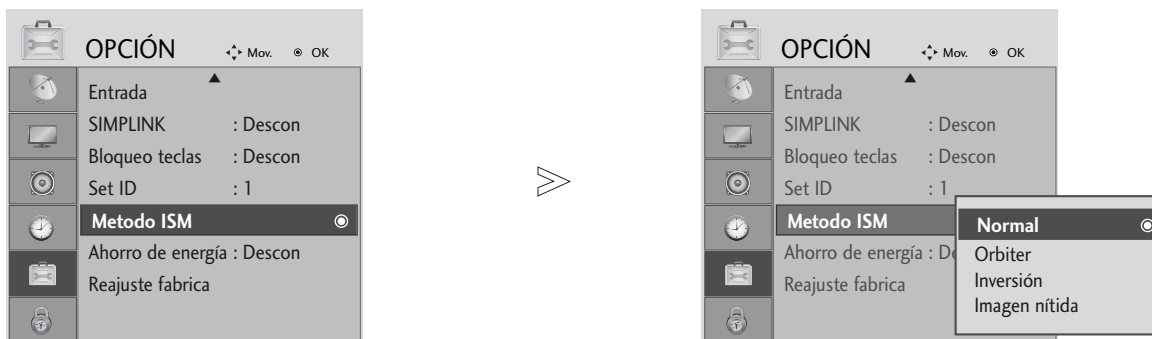 OPCIÓN Mov. OK
Entrada
SIMPLINK : Descon
Bloqueo teclas : Descon
Set ID : 1
Metodo ISM
Ahorro de energía : Descon
Reajuste fabrica
OPCIÓN Mov. OK
Entrada
SIMPLINK : Descon
Bloqueo teclas : Descon
Set ID : 1
Metodo ISM
Ahorro de energía : De
Reajuste fabrica
Normal
Orbiter
Inversión
Imagen nítida